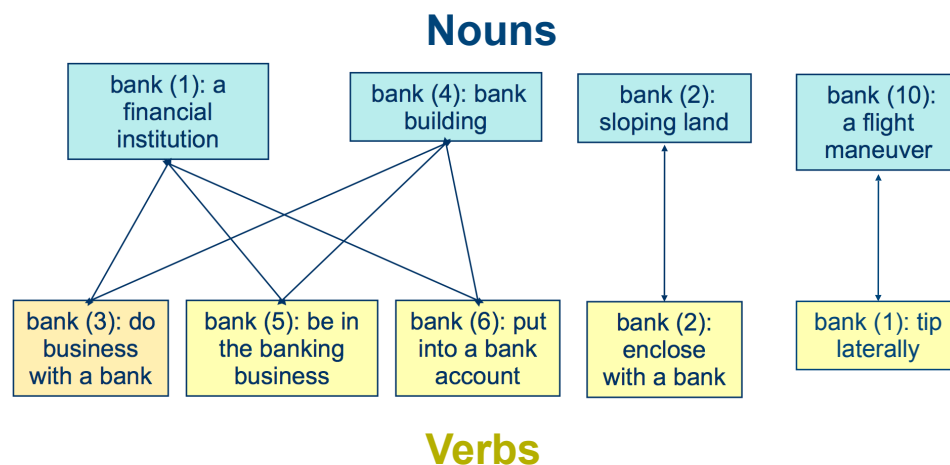 Nouns
bank (1): a
financial
institution
bank (4): bank
building
bank (2):
sloping land
bank (10):
a flight
maneuver
bank (3): do
business
with a bank
bank (5): be in
the banking
business
bank (6): put
into a bank
account
bank (2):
enclose
with a bank
bank (1): tip
laterally
Verbs